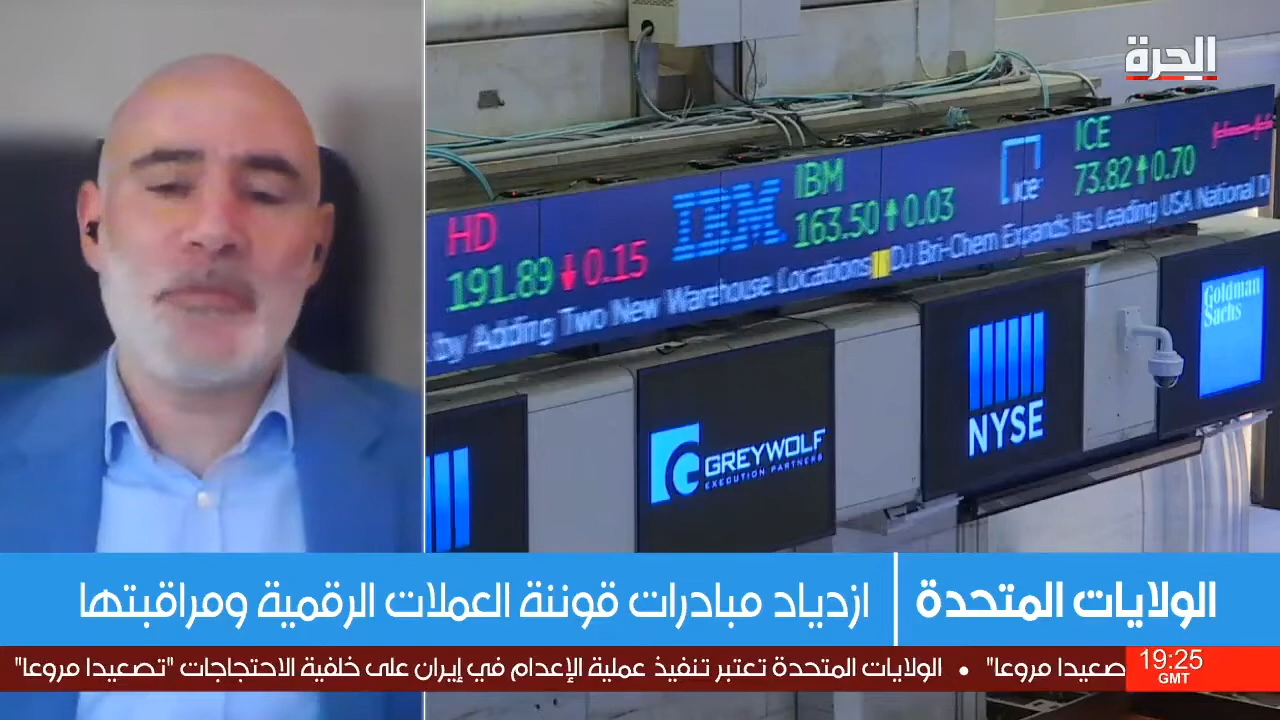 الحرة
HD
191.89 0.15
IBM
IBM
163.50 0.03
ice
ICE
73.82 0.70
by Adding Two New Warehouse Locations DJ Bri-Chem Expands Its Leading USA National D
GREYWOLF
EXECUTION PARTNERS
NYSE
Goldman
Sachs
الولايات المتحدة
ازدياد مبادرات قوننة العملات الرقمية ومراقبتها
صعيدا مروعا" • الولايات المتحدة تعتبر تنفيذ عملية الإعدام في إيران على خلفية الاحتجاجات "تصعيدا مروعا"
19:25
GMT